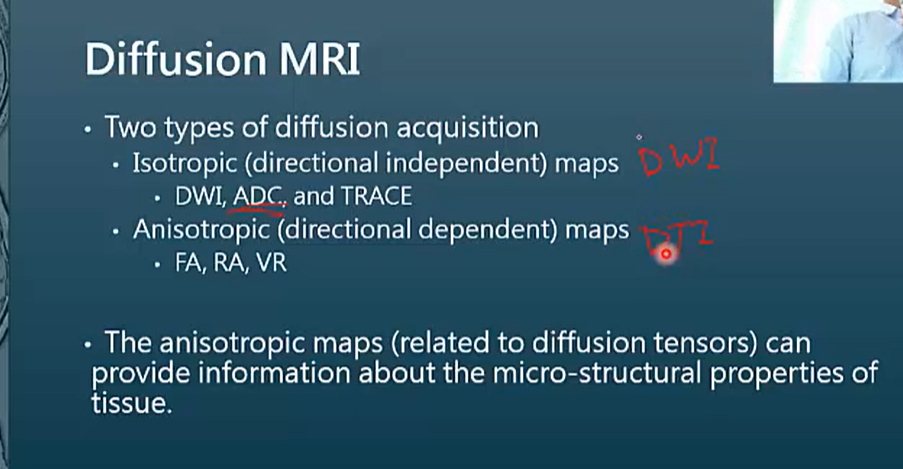 Diffusion MRI
• Two types of diffusion acquisition
• Isotropic (directional independent) maps DWI
• DWI, ADC, and TRACE
• Anisotropic (directional dependent) maps DTI
• FA, RA, VR
• The anisotropic maps (related to diffusion tensors) can
provide information about the micro-structural properties of
tissue.